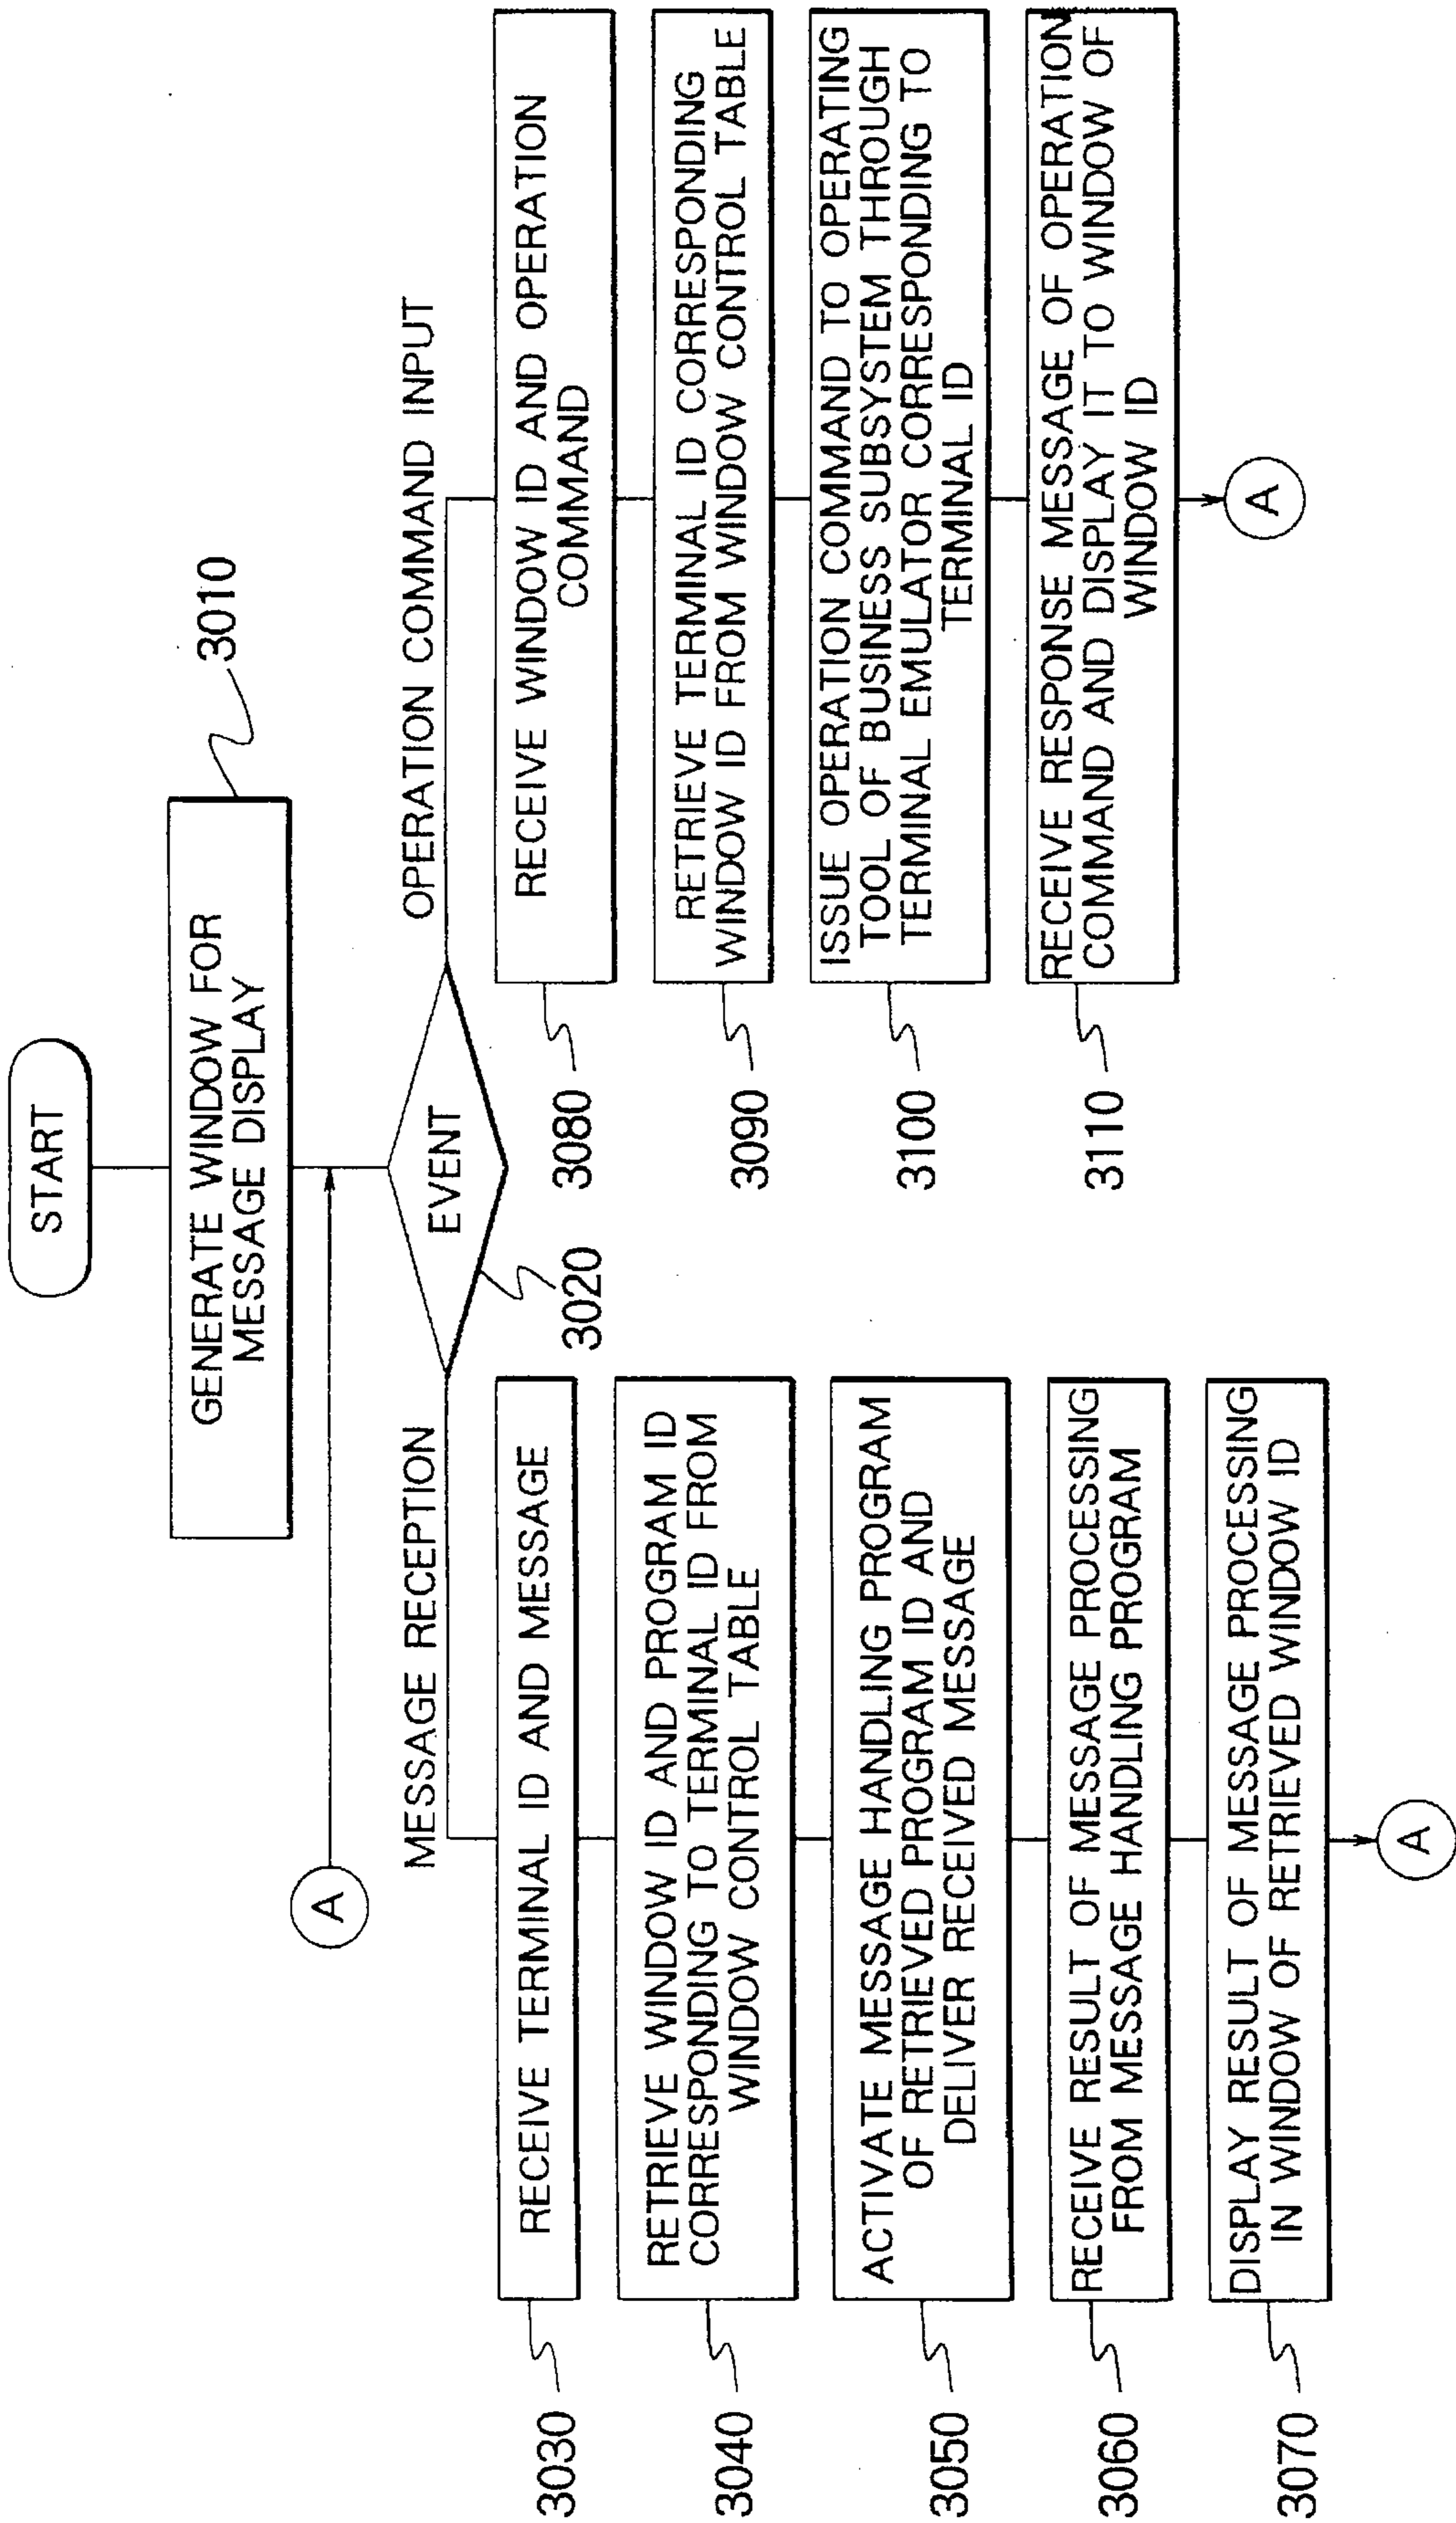 START
GENERATE WINDOW FOR
MESSAGE DISPLAY
3010
A
EVENT
3020
MESSAGE RECEPTION
3030
RECEIVE TERMINAL ID AND MESSAGE
3040
RETRIEVE WINDOW ID AND PROGRAM ID
CORRESPONDING TO TERMINAL ID FROM
WINDOW CONTROL TABLE
3050
ACTIVATE MESSAGE HANDLING PROGRAM
OF RETRIEVED PROGRAM ID AND
DELIVER RECEIVED MESSAGE
3060
RECEIVE RESULT OF MESSAGE PROCESSING
FROM MESSAGE HANDLING PROGRAM
3070
DISPLAY RESULT OF MESSAGE PROCESSING
IN WINDOW OF RETRIEVED WINDOW ID
A
OPERATION COMMAND INPUT
3080
RECEIVE WINDOW ID AND OPERATION
COMMAND
3090
RETRIEVE TERMINAL ID CORRESPONDING
WINDOW ID FROM WINDOW CONTROL TABLE
3100
ISSUE OPERATION COMMAND TO OPERATING
TOOL OF BUSINESS SUBSYSTEM THROUGH
TERMINAL EMULATOR CORRESPONDING TO
TERMINAL ID
3110
RECEIVE RESPONSE MESSAGE OF OPERATION
COMMAND AND DISPLAY IT TO WINDOW OF
WINDOW ID
A